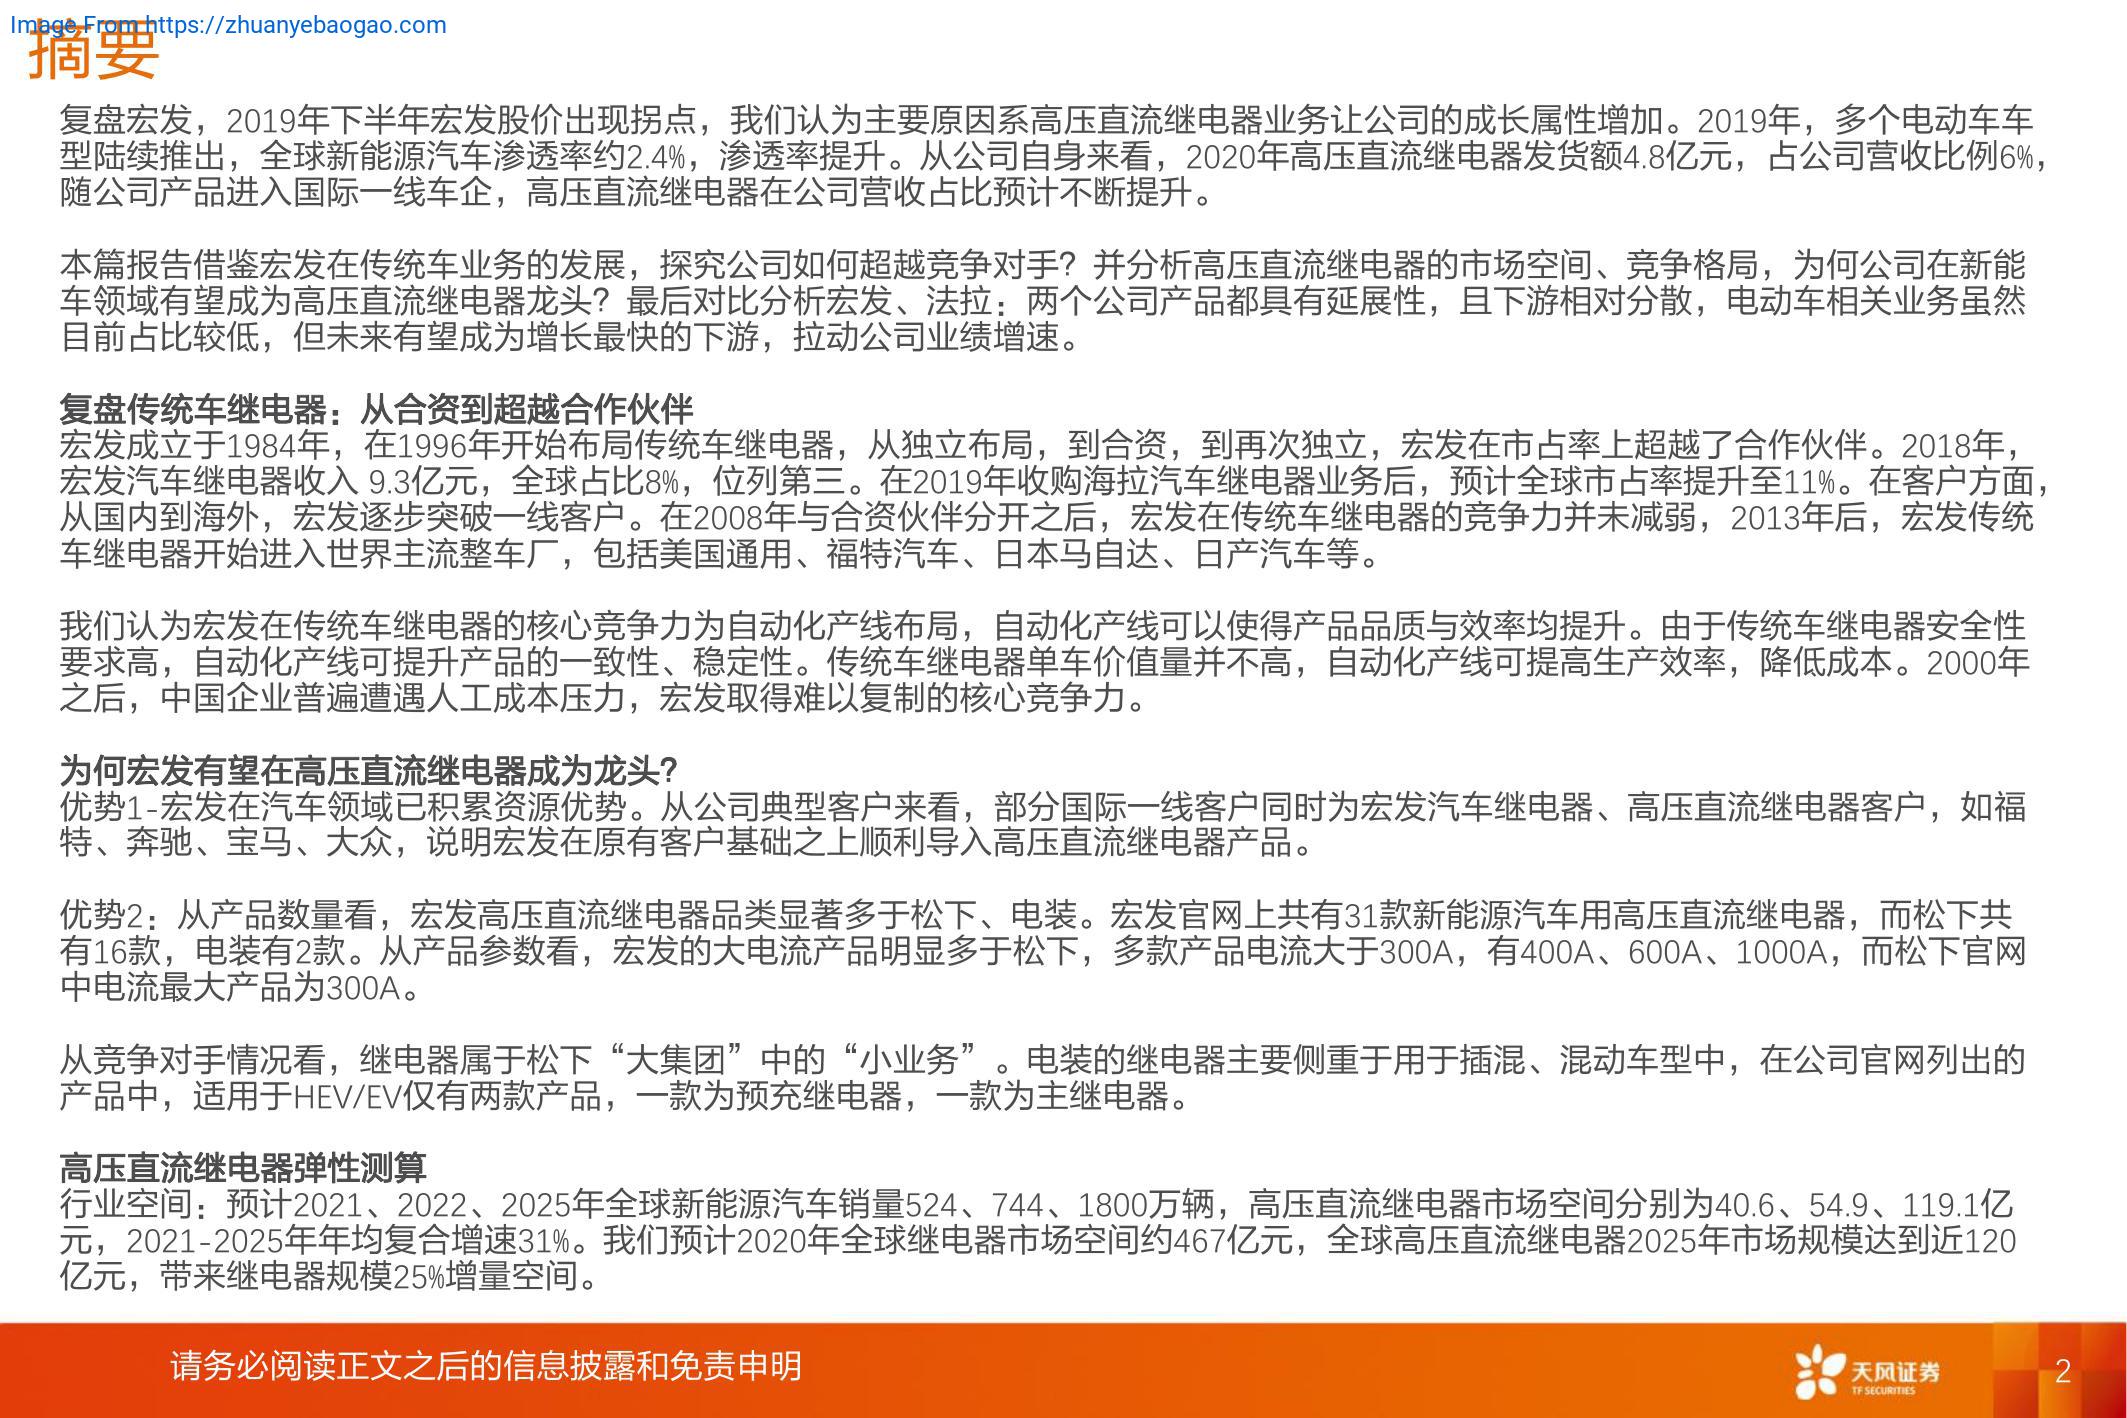 Image From https://zhuanyebaogao.com
摘要
复盘宏发，2019年下半年宏发股价出现拐点，我们认为主要原因系高压直流继电器业务让公司的成长属性增加。2019年，多个电动车车
型陆续推出，全球新能源汽车渗透率约2.4%，渗透率提升。从公司自身来看，2020年高压直流继电器发货额4.8亿元，占公司营收比例6%，
随公司产品进入国际一线车企，高压直流继电器在公司营收占比预计不断提升。
本篇报告借鉴宏发在传统车业务的发展，探究公司如何超越竞争对手？并分析高压直流继电器的市场空间、竞争格局，为何公司在新能
车领域有望成为高压直流继电器龙头？最后对比分析宏发、法拉：两个公司产品都具有延展性，且下游相对分散，电动车相关业务虽然
目前占比较低，但未来有望成为增长最快的下游，拉动公司业绩增速。
复盘传统车继电器：从合资到超越合作伙伴
宏发成立于1984年，在1996年开始布局传统车继电器，从独立布局，到合资，到再次独立，宏发在市占率上超越了合作伙伴。2018年，
宏发汽车继电器收入 9.3亿元，全球占比8%，位列第三。在2019年收购海拉汽车继电器业务后，预计全球市占率提升至11%。在客户方面，
从国内到海外，宏发逐步突破一线客户。在2008年与合资伙伴分开之后，宏发在传统车继电器的竞争力并未减弱，2013年后，宏发传统
车继电器开始进入世界主流整车厂，包括美国通用、福特汽车、日本马自达、日产汽车等。
我们认为宏发在传统车继电器的核心竞争力为自动化产线布局，自动化产线可以使得产品品质与效率均提升。由于传统车继电器安全性
要求高，自动化产线可提升产品的一致性、稳定性。传统车继电器单车价值量并不高，自动化产线可提高生产效率，降低成本。2000年
之后，中国企业普遍遭遇人工成本压力，宏发取得难以复制的核心竞争力。
为何宏发有望在高压直流继电器成为龙头？
优势1-宏发在汽车领域已积累资源优势。从公司典型客户来看，部分国际一线客户同时为宏发汽车继电器、高压直流继电器客户，如福
特、奔驰、宝马、大众，说明宏发在原有客户基础之上顺利导入高压直流继电器产品。
优势2：从产品数量看，宏发高压直流继电器品类显著多于松下、电装。宏发官网上共有31款新能源汽车用高压直流继电器，而松下共
有16款，电装有2款。从产品参数看，宏发的大电流产品明显多于松下，多款产品电流大于300A，有400A、600A、1000A，而松下官网
中电流最大产品为300A。
从竞争对手情况看，继电器属于松下“大集团”中的“小业务”。电装的继电器主要侧重于用于插混、混动车型中，在公司官网列出的
产品中，适用于HEV/EV仅有两款产品，一款为预充继电器，一款为主继电器。
高压直流继电器弹性测算
行业空间：预计2021、2022、2025年全球新能源汽车销量524、744、1800万辆，高压直流继电器市场空间分别为40.6、54.9、119.1亿
元，2021-2025年年均复合增速31%。我们预计2020年全球继电器市场空间约467亿元，全球高压直流继电器2025年市场规模达到近120
亿元，带来继电器规模25%增量空间。
请务必阅读正文之后的信息披露和免责申明
天风证券
TF SECURITIES
2